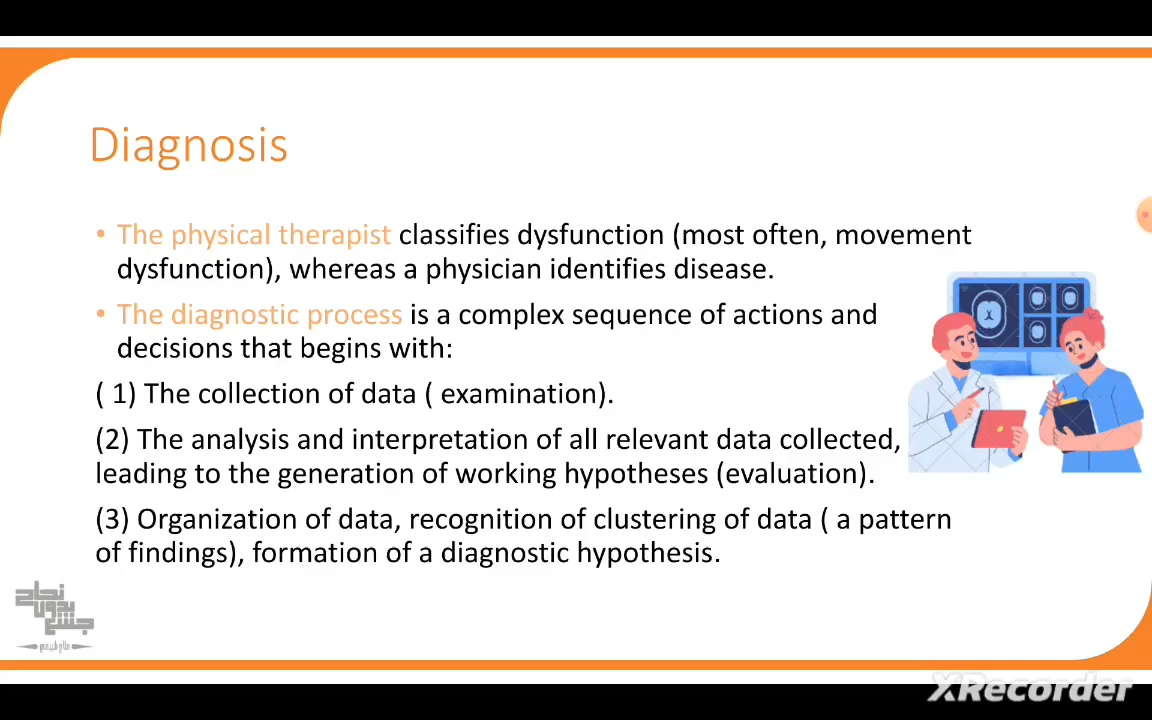 Diagnosis
• The physical therapist classifies dysfunction (most often, movement
dysfunction), whereas a physician identifies disease.
• The diagnostic process is a complex sequence of actions and
decisions that begins with:
( 1) The collection of data ( examination).
(2) The analysis and interpretation of all relevant data collected,
leading to the generation of working hypotheses (evaluation).
(3) Organization of data, recognition of clustering of data ( a pattern
of findings), formation of a diagnostic hypothesis.
نجاح
بدون
جشع
XRecorder